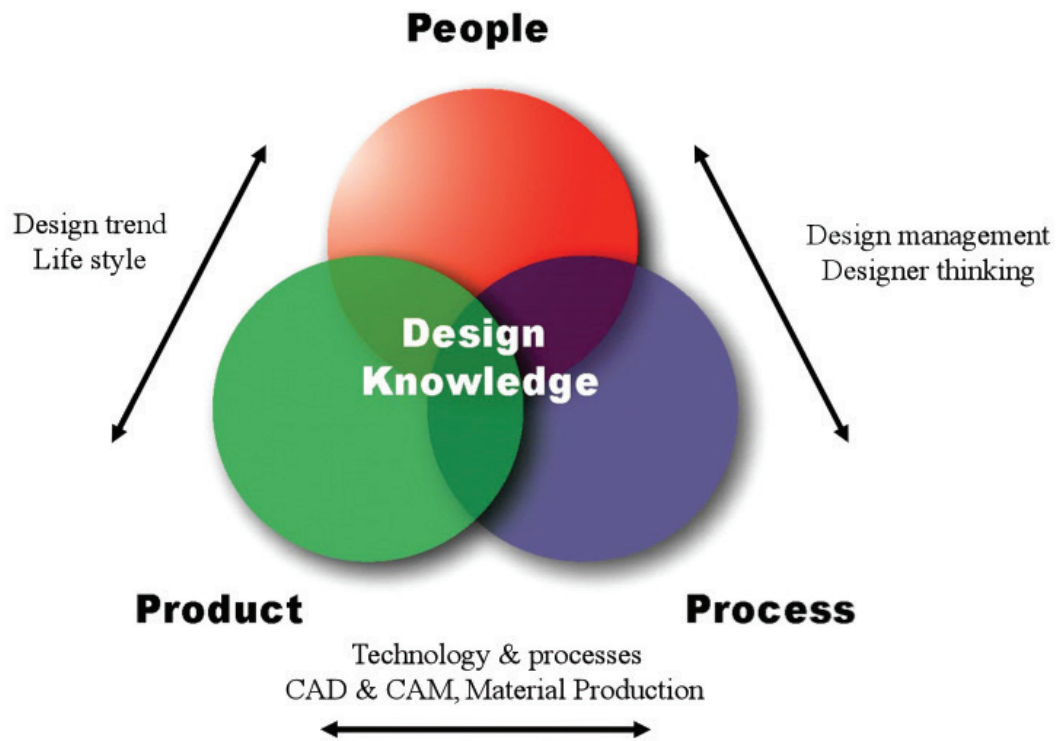 People
Design trend
Life style
Design management
Designer thinking
Design
Knowledge
Product
Process
Technology & processes
CAD & CAM, Material Production